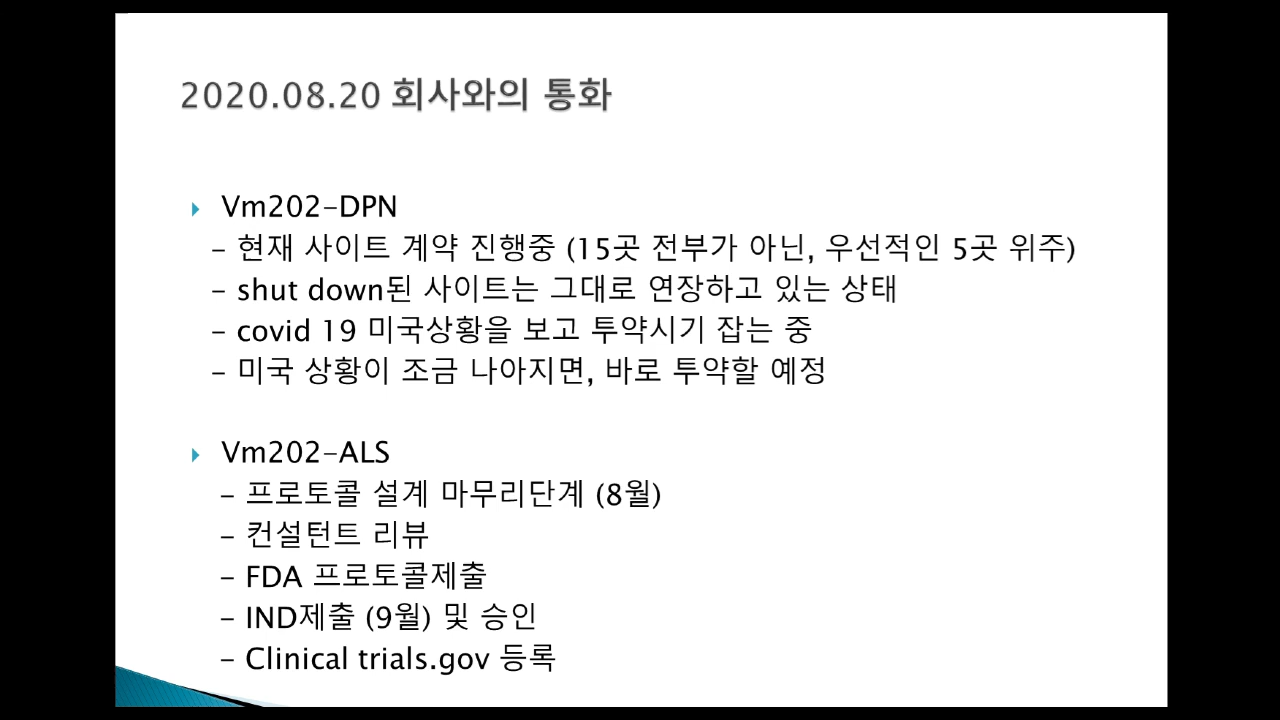 2020.08.20 회사와의 통화
Vm202-DPN
- 현재 사이트 계약 진행중 (15곳 전부가 아닌, 우선적인 5곳 위주)
- shut down된 사이트는 그대로 연장하고 있는 상태
- covid 19 미국상황을 보고 투약시기 잡는 중
- 미국 상황이 조금 나아지면, 바로 투약할 예정
Vm202-ALS
- 프로토콜 설계 마무리단계 (8월)
- 컨설턴트 리뷰
- FDA 프로토콜제출
- IND제출 (9월) 및 승인
- Clinical trials.gov 등록